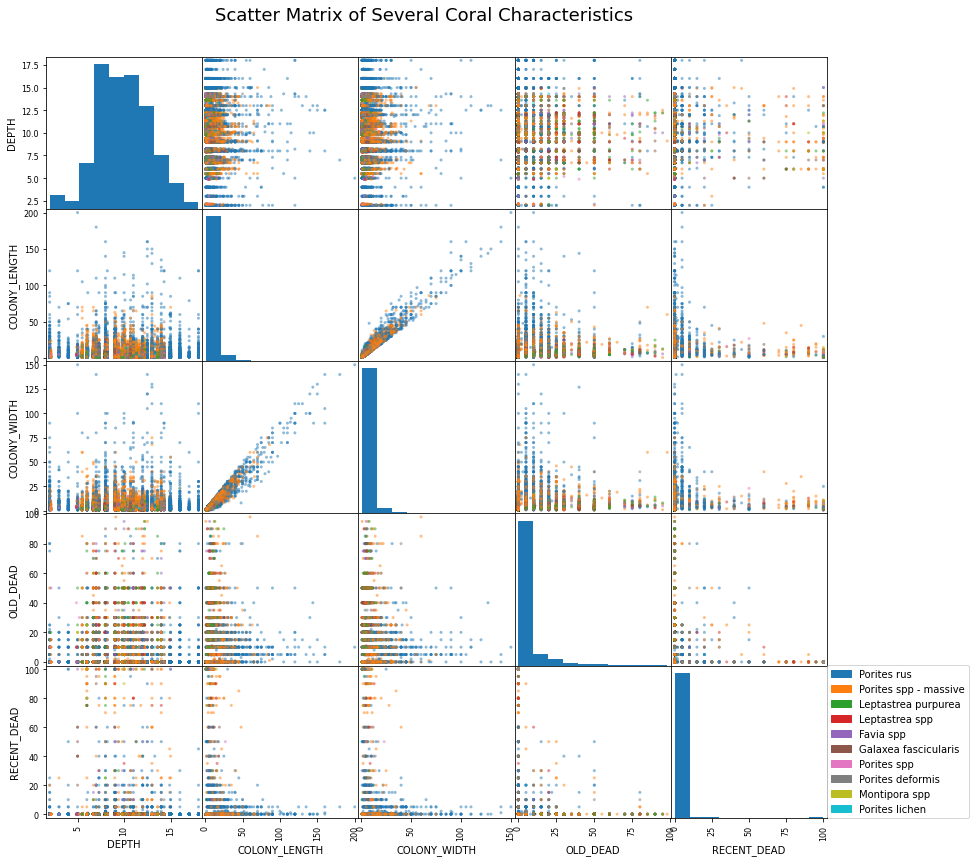 Scatter Matrix of Several Coral Characteristics
17.5
15.0
12.5
10.0
7.5
5.0
2.5
DEPTH
200
150
100
50
0
COLONY_LENGTH
150
125
100
75
50
25
0
COLONY_WIDTH
100
80
60
40
20
0
OLD_DEAD
100
80
60
40
20
0
RECENT_DEAD
5 10 15
DEPTH
0 50 100 150 200
COLONY_LENGTH
0 50 100 150
COLONY_WIDTH
0 25 50 75 100
OLD_DEAD
0 25 50 75 100
RECENT_DEAD
Porites rus
Porites spp - massive
Leptastrea purpurea
Leptastrea spp
Favia spp
Galaxea fascicularis
Porites spp
Porites deformis
Montipora spp
Porites lichen